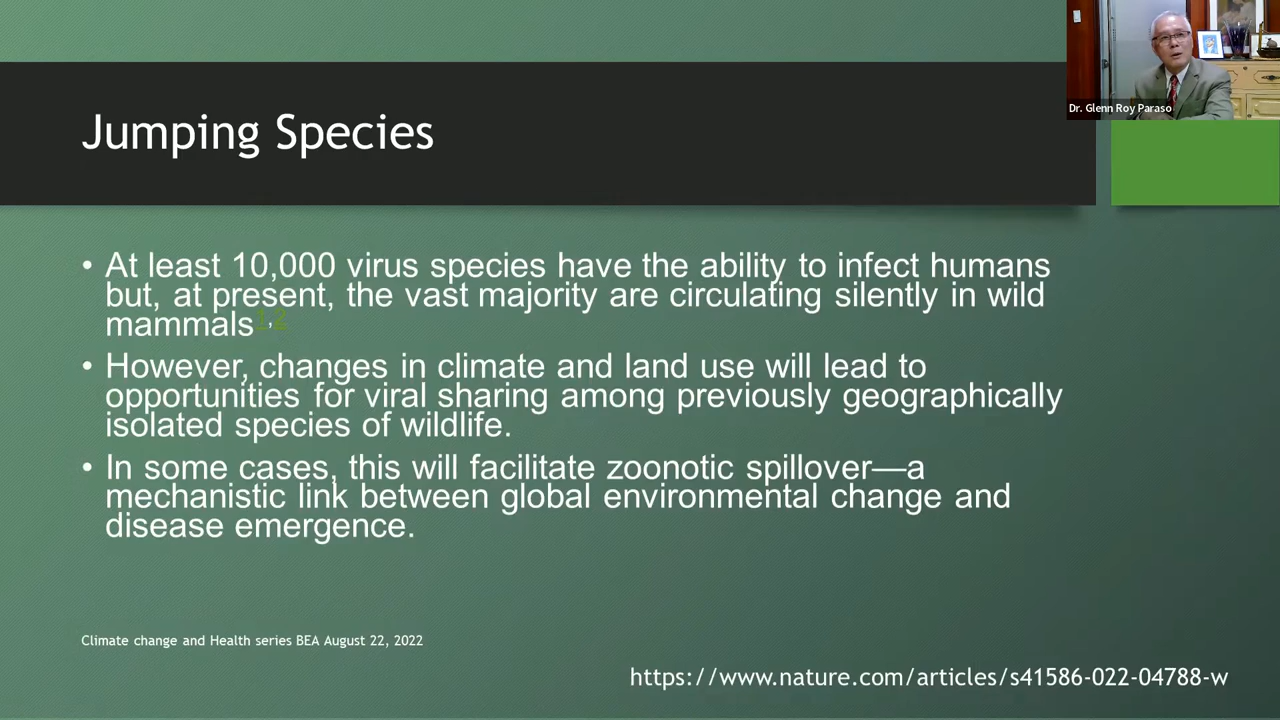 Dr. Glenn Roy Paraso
Jumping Species
• At least 10,000 virus species have the ability to infect humans
but, at present, the vast majority are circulating silently in wild
mammals1,2
• However, changes in climate and land use will lead to
opportunities for viral sharing among previously geographically
isolated species of wildlife.
• In some cases, this will facilitate zoonotic spillover—a
mechanistic link between global environmental change and
disease emergence.
Climate change and Health series BEA August 22, 2022
https://www.nature.com/articles/s41586-022-04788-w